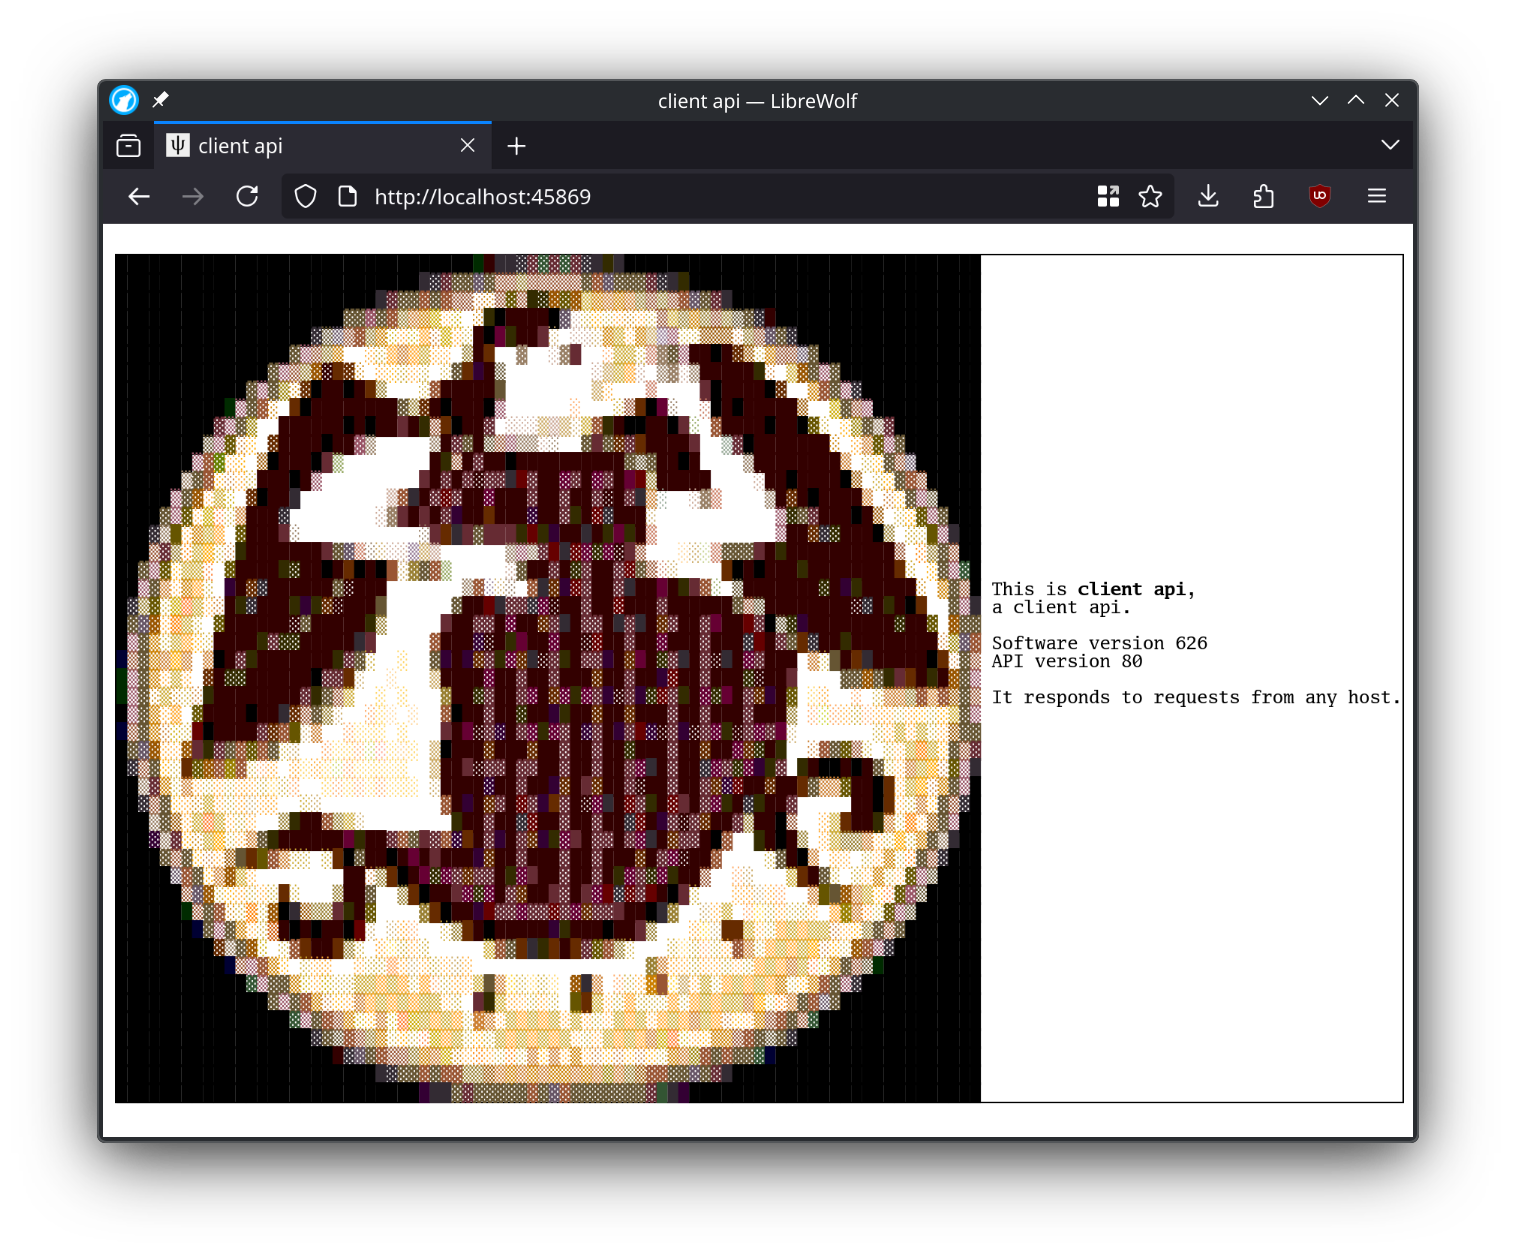 client api — LibreWolf
client api
http://localhost:45869
This is client api,
a client api.
Software version 626
API version 80
It responds to requests from any host.